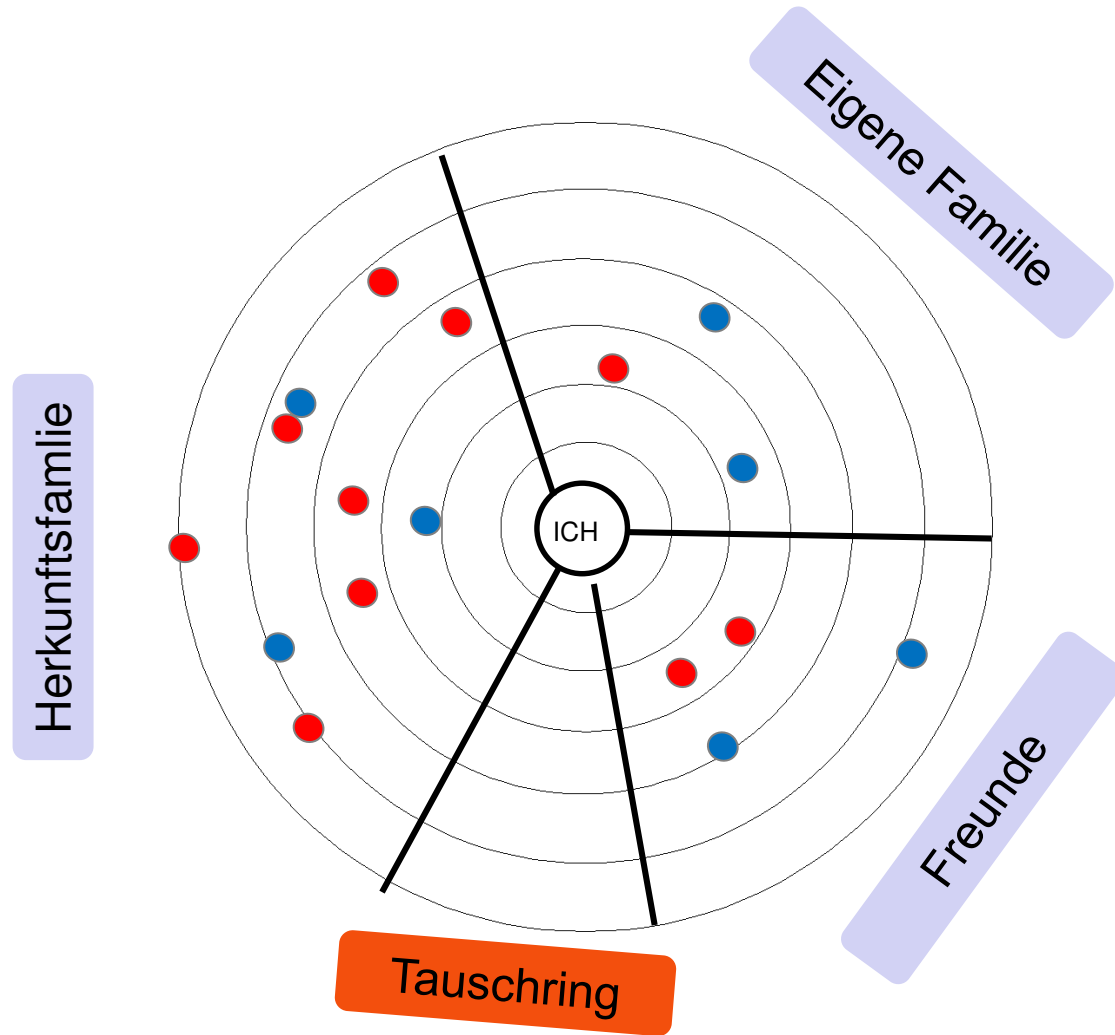 Eigene Familie
Herkunftsfamlie
ICH
Freunde
Tauschring